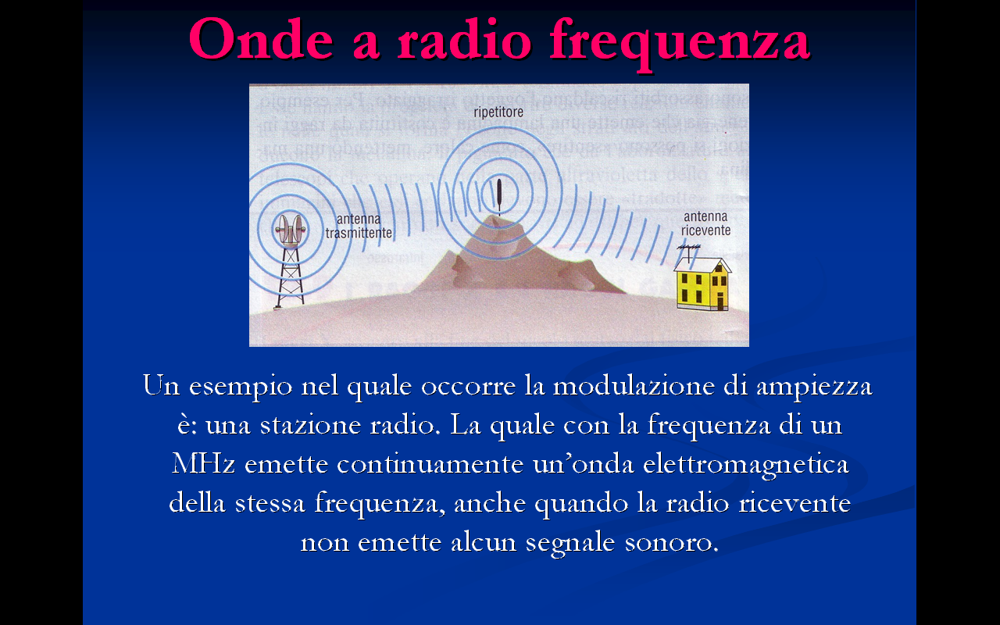 Onde a radio frequenza
ripetitore
antenna
trasmittente
antenna
ricevente
Un esempio nel quale occorre la modulazione di ampiezza
è: una stazione radio. La quale con la frequenza di un
MHz emette continuamente un’onda elettromagnetica
della stessa frequenza, anche quando la radio ricevente
non emette alcun segnale sonoro.